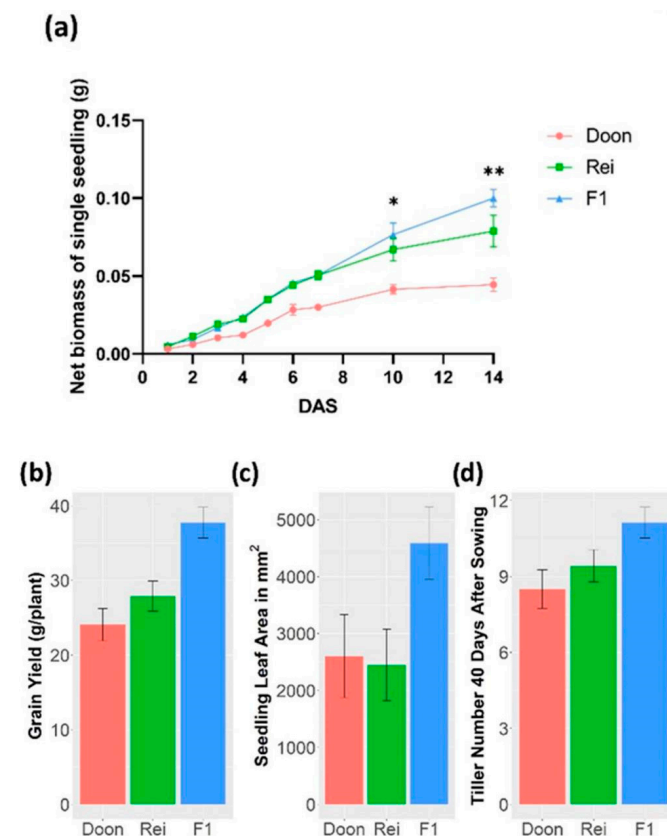 (a)
Net biomass of single seedling (g)
0.15
0.10
0.05
0.00
* **
0 2 4 6 8 10 12 14
DAS
Doon
Rei
F1
(b)
Grain Yield (g/plant)
40
30
20
10
0
Doon Rei F1
(c)
Seedling Leaf Area in mm²
5000
4000
3000
2000
1000
0
Doon Rei F1
(d)
Tiller Number 40 Days After Sowing
12
9
6
3
0
Doon Rei F1